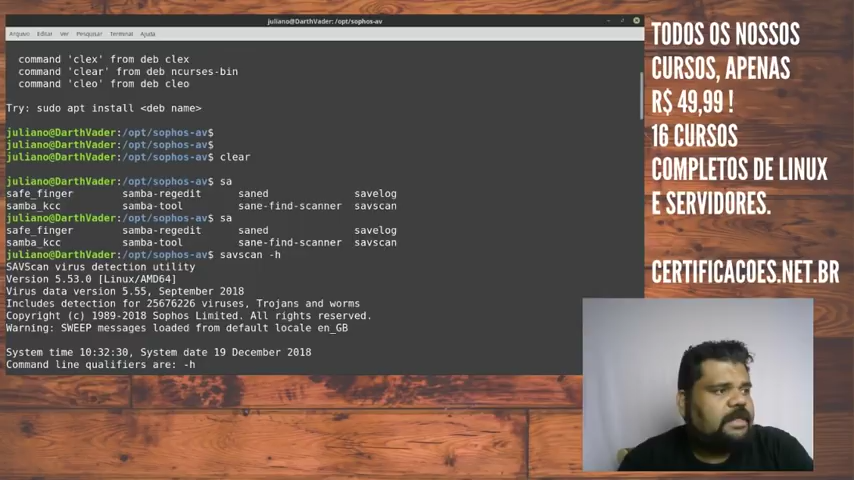 juliano@DarthVader: /opt/sophos-av
Arquivo Editar Ver Pesquisar Terminal Ajuda
command 'clex' from deb clex
command 'clear' from deb ncurses-bin
command 'cleo' from deb cleo
Try: sudo apt install <deb name>
juliano@DarthVader:/opt/sophos-av$
juliano@DarthVader:/opt/sophos-av$
juliano@DarthVader:/opt/sophos-av$ clear
juliano@DarthVader:/opt/sophos-av$ sa
safe_finger samba-regedit saned savelog
samba_kcc samba-tool sane-find-scanner savscan
juliano@DarthVader:/opt/sophos-av$ sa
safe_finger samba-regedit saned savelog
samba_kcc samba-tool sane-find-scanner savscan
juliano@DarthVader:/opt/sophos-av$ savscan -h
SAVScan virus detection utility
Version 5.53.0 [Linux/AMD64]
Virus data version 5.55, September 2018
Includes detection for 25676226 viruses, Trojans and worms
Copyright (c) 1989-2018 Sophos Limited. All rights reserved.
Warning: SWEEP messages loaded from default locale en_GB
System time 10:32:30, System date 19 December 2018
Command line qualifiers are: -h
TODOS OS NOSSOS
CURSOS, APENAS
R$ 49,99 !
16 CURSOS
COMPLETOS DE LINUX
E SERVIDORES.
CERTIFICACOES.NET.BR